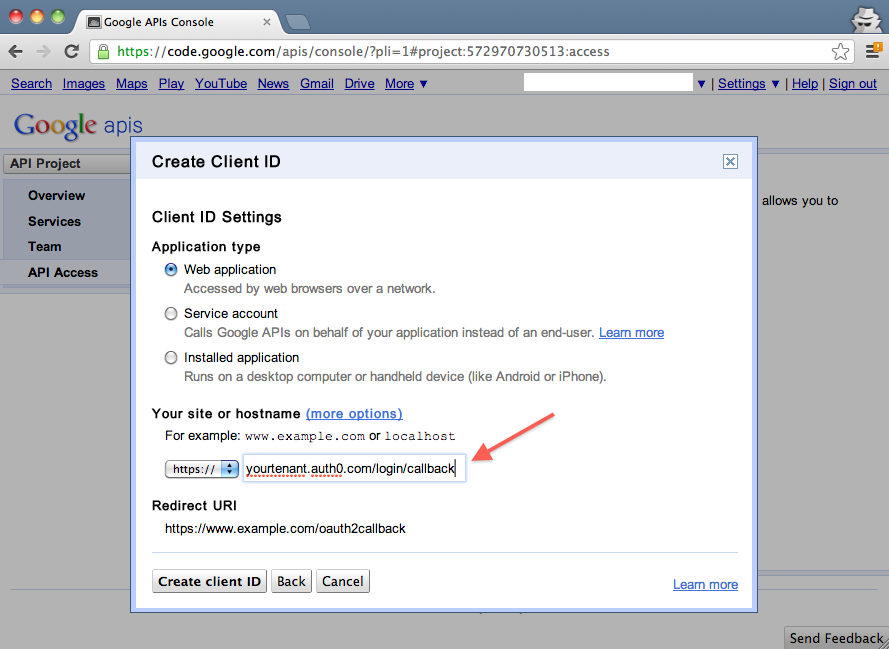 Google APIs Console
https://code.google.com/apis/console/?pli=1#project:572970730513:access
Search Images Maps Play YouTube News Gmail Drive More ▼ ▼ | Settings ▼ | Help | Sign out
Google apis
API Project
Overview
Services
Team
API Access
allows you to
Create Client ID
Client ID Settings
Application type
Web application
Accessed by web browsers over a network.
Service account
Calls Google APIs on behalf of your application instead of an end-user. Learn more
Installed application
Runs on a desktop computer or handheld device (like Android or iPhone).
Your site or hostname (more options)
For example: www.example.com or localhost
https:// yourtenant.auth0.com/login/callback
Redirect URI
https://www.example.com/oauth2callback
Create client ID Back Cancel Learn more
Send Feedback